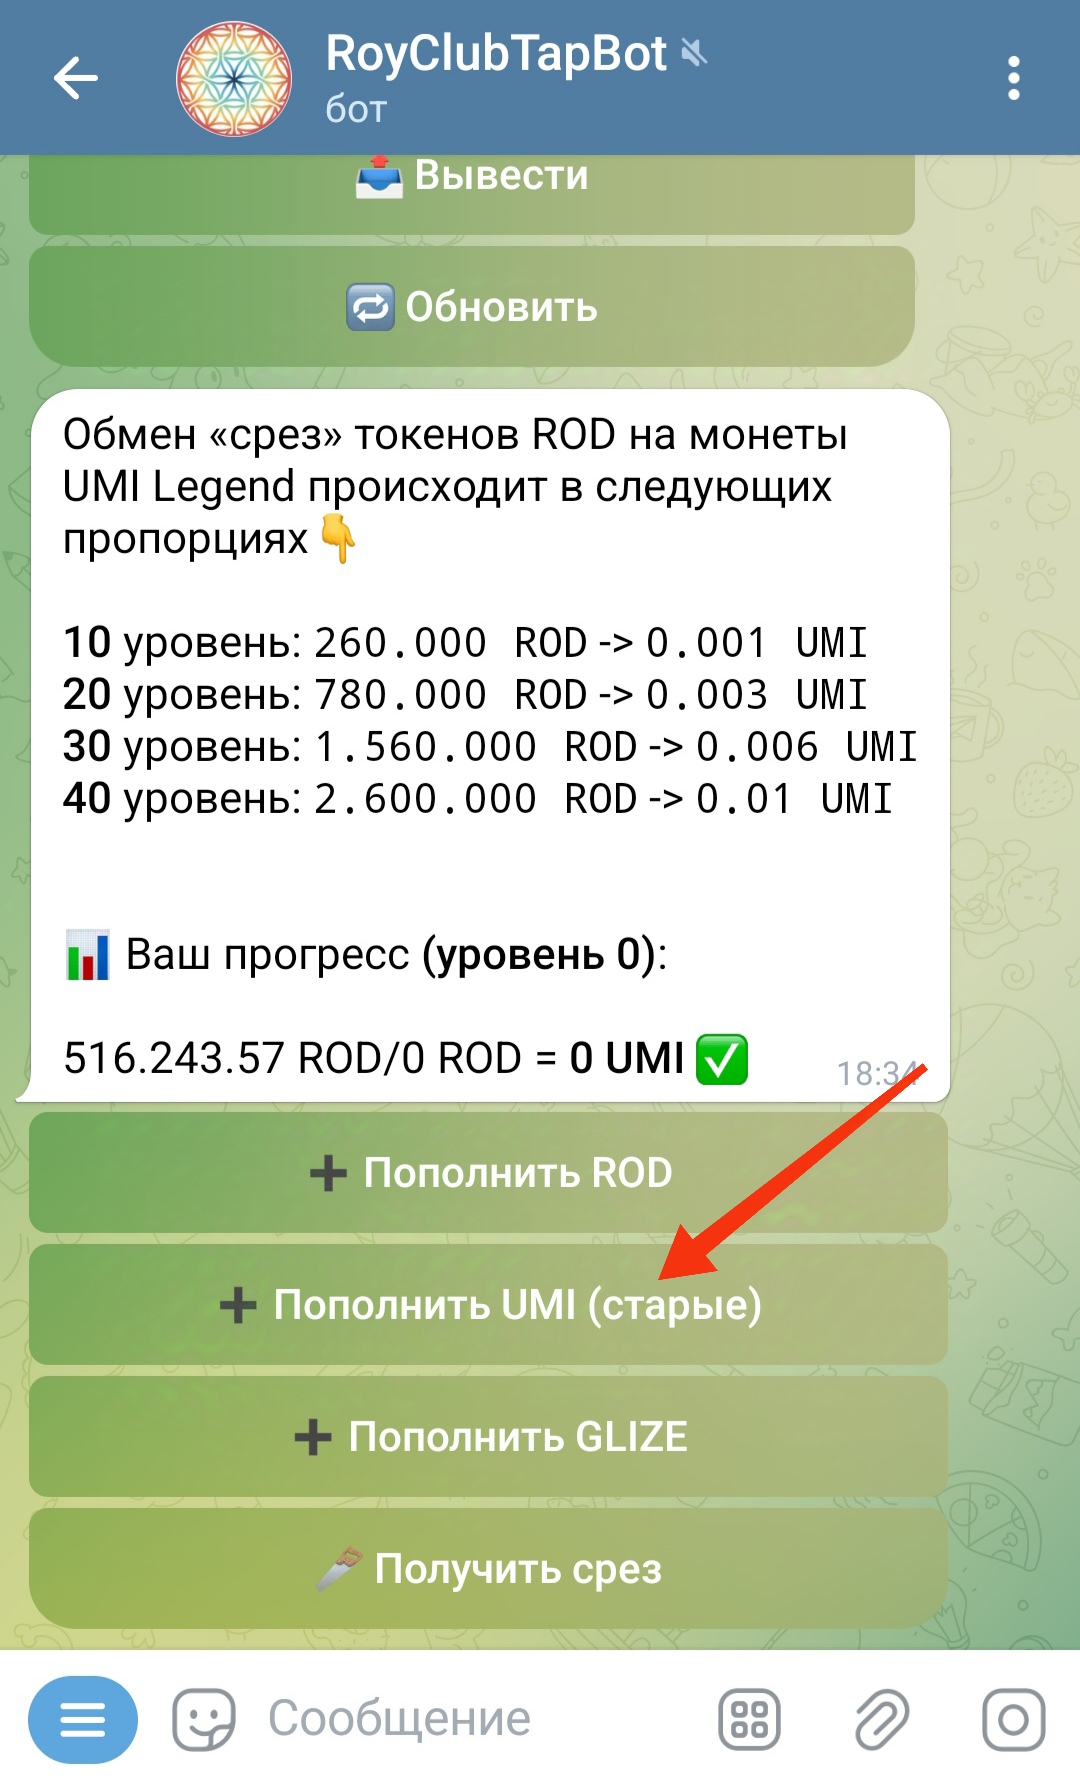 RoyClubTapBot
бот
Вывести
Обновить
Обмен «срез» токенов ROD на монеты
UMI Legend происходит в следующих
пропорциях
10 уровень: 260.000 ROD -> 0.001 UMI
20 уровень: 780.000 ROD -> 0.003 UMI
30 уровень: 1.560.000 ROD -> 0.006 UMI
40 уровень: 2.600.000 ROD -> 0.01 UMI
Ваш прогресс (уровень 0):
516.243.57 ROD/0 ROD = 0 UMI
18:34
Пополнить ROD
Пополнить UMI (старые)
Пополнить GLIZE
Получить срез
Сообщение